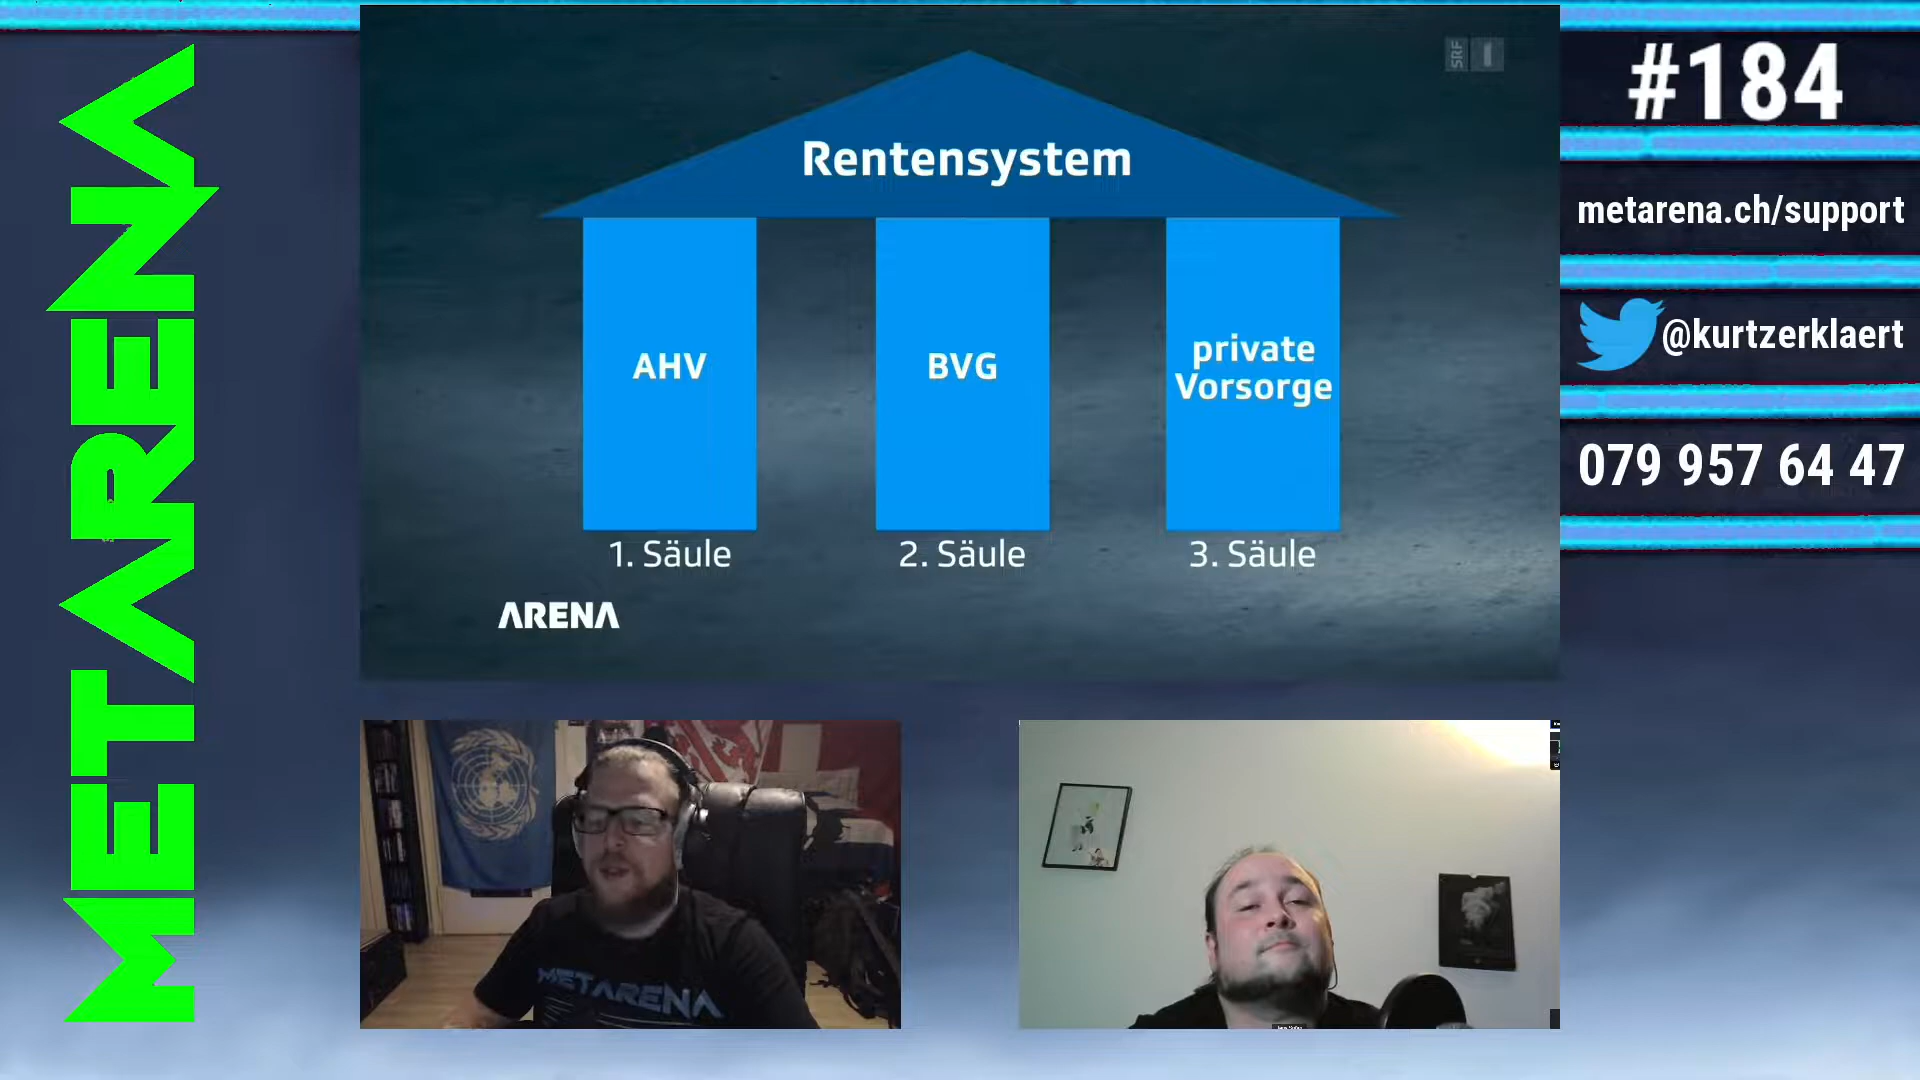 METARENA
SRF 1
Rentensystem
AHV
BVG
private
Vorsorge
1. Säule
2. Säule
3. Säule
ARENA
#184
metarena.ch/support
@kurtzerklaert
079 957 64 47
METARENA